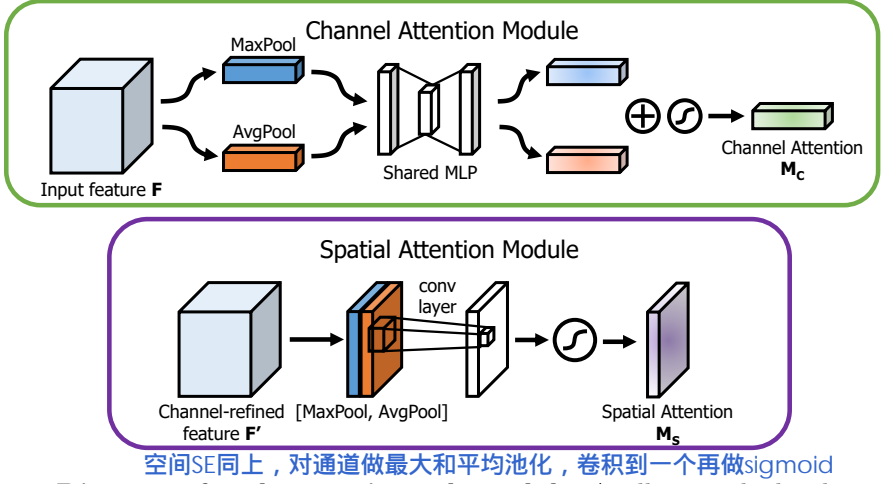 Channel Attention Module
MaxPool
AvgPool
Input feature F
Shared MLP
Channel Attention
M_C
Spatial Attention Module
conv
layer
Channel-refined
feature F’
[MaxPool, AvgPool]
Spatial Attention
M_S
空间SE同上，对通道做最大和平均池化，卷积到一个再做sigmoid